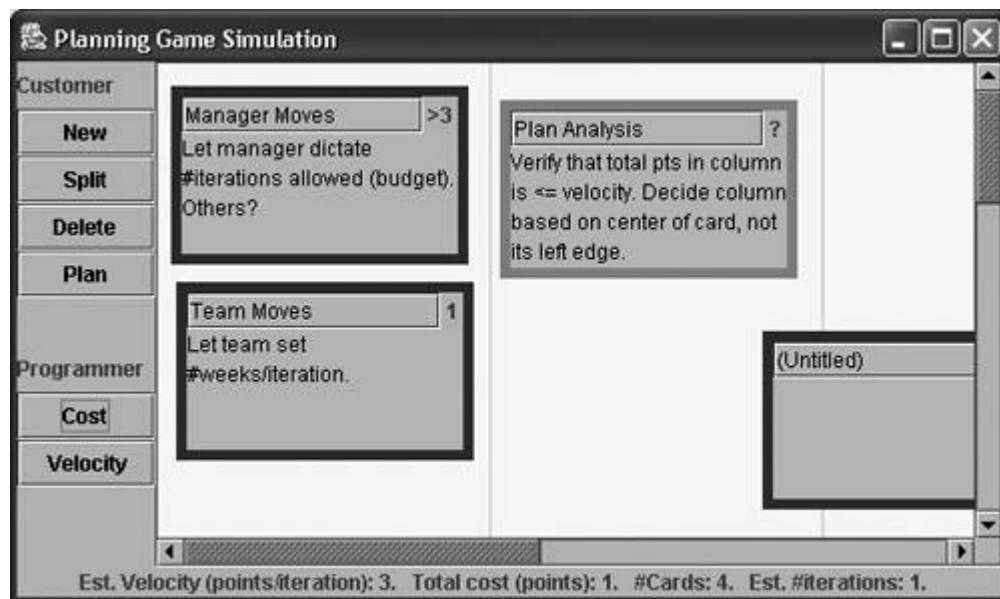 Planning Game Simulation
Customer
New
Split
Delete
Plan
Programmer
Cost
Velocity
Manager Moves >3
Let manager dictate
#iterations allowed (budget).
Others?
Team Moves 1
Let team set
#weeks/iteration.
Plan Analysis ?
Verify that total pts in column
is <= velocity. Decide column
based on center of card, not
its left edge.
(Untitled)
Est. Velocity (points/iteration): 3. Total cost (points): 1. #Cards: 4. Est. #iterations: 1.